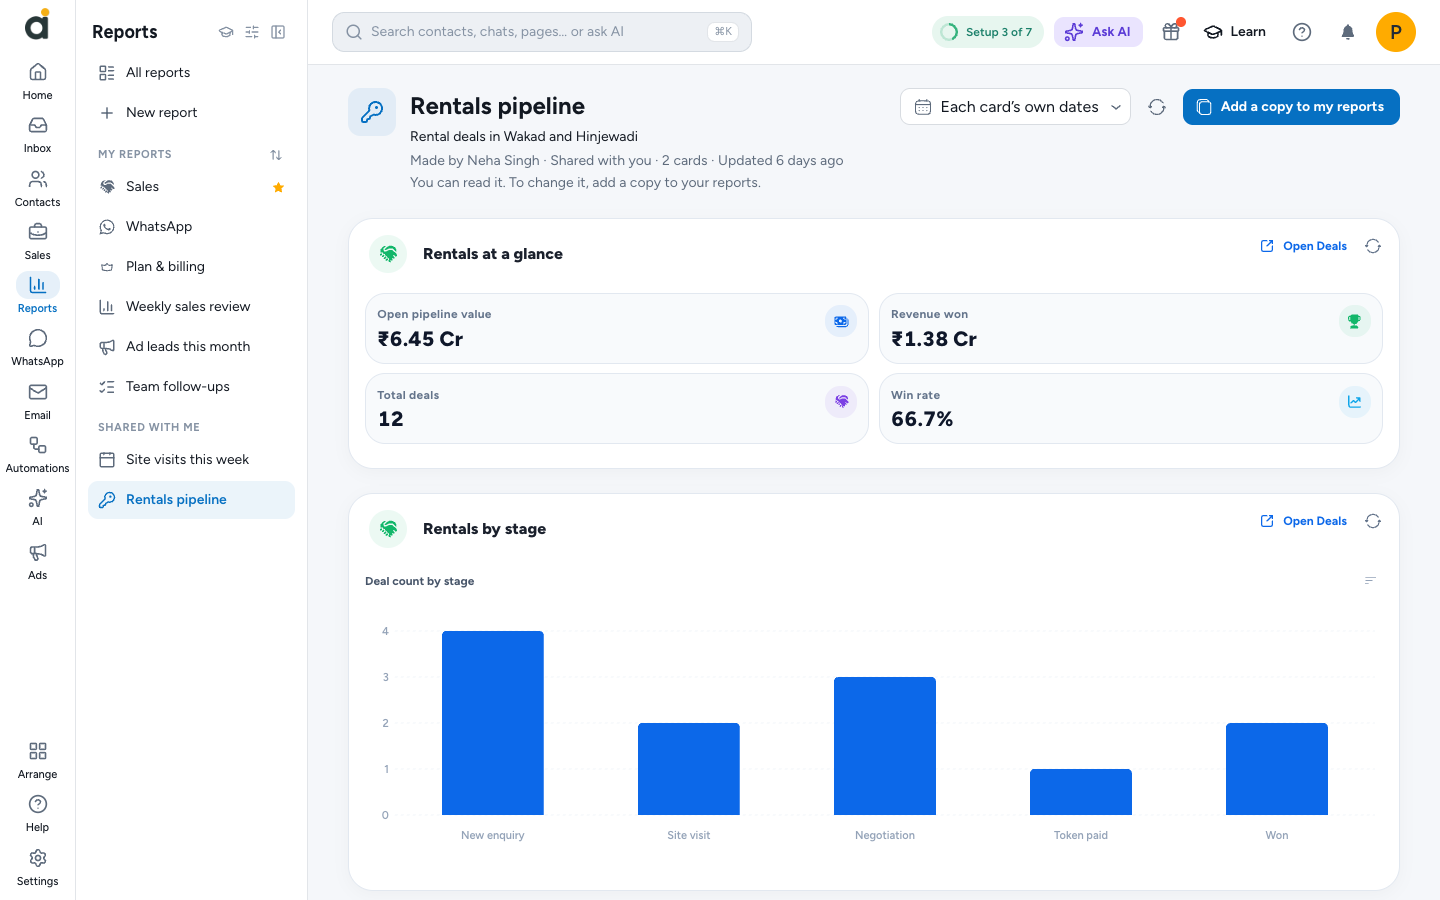 Home
Inbox
Contacts
Sales
Reports
WhatsApp
Email
Automations
AI
Ads
Arrange
Help
Settings
Reports
All reports
New report
MY REPORTS
Sales
WhatsApp
Plan & billing
Weekly sales review
Ad leads this month
Team follow-ups
SHARED WITH ME
Site visits this week
Rentals pipeline
Search contacts, chats, pages... or ask AI ⌘K
Setup 3 of 7
Ask AI
Learn
P
Rentals pipeline
Rental deals in Wakad and Hinjewadi
Made by Neha Singh · Shared with you · 2 cards · Updated 6 days ago
You can read it. To change it, add a copy to your reports.
Each card's own dates
Add a copy to my reports
Rentals at a glance
Open Deals
Open pipeline value
₹6.45 Cr
Revenue won
₹1.38 Cr
Total deals
12
Win rate
66.7%
Rentals by stage
Open Deals
Deal count by stage
4
3
2
1
0
New enquiry
Site visit
Negotiation
Token paid
Won